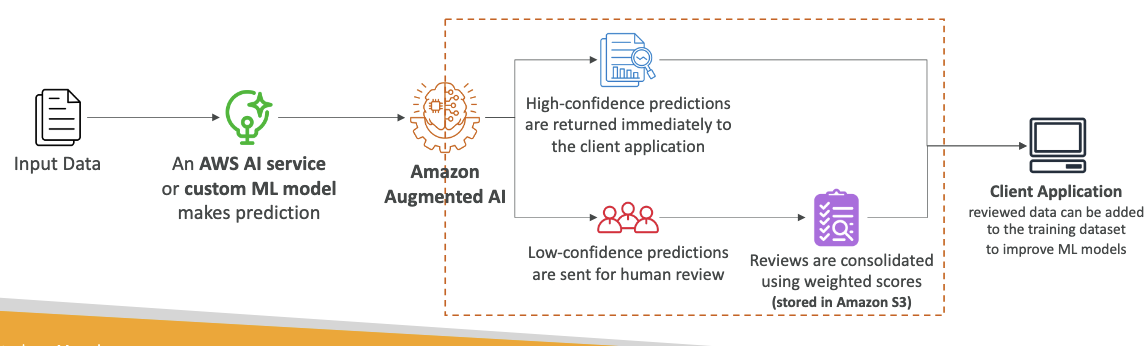 Input Data
An AWS AI service
or custom ML model
makes prediction
Amazon
Augmented AI
High-confidence predictions
are returned immediately to
the client application
Low-confidence predictions
are sent for human review
Reviews are consolidated
using weighted scores
(stored in Amazon S3)
Client Application
reviewed data can be added
to the training dataset
to improve ML models